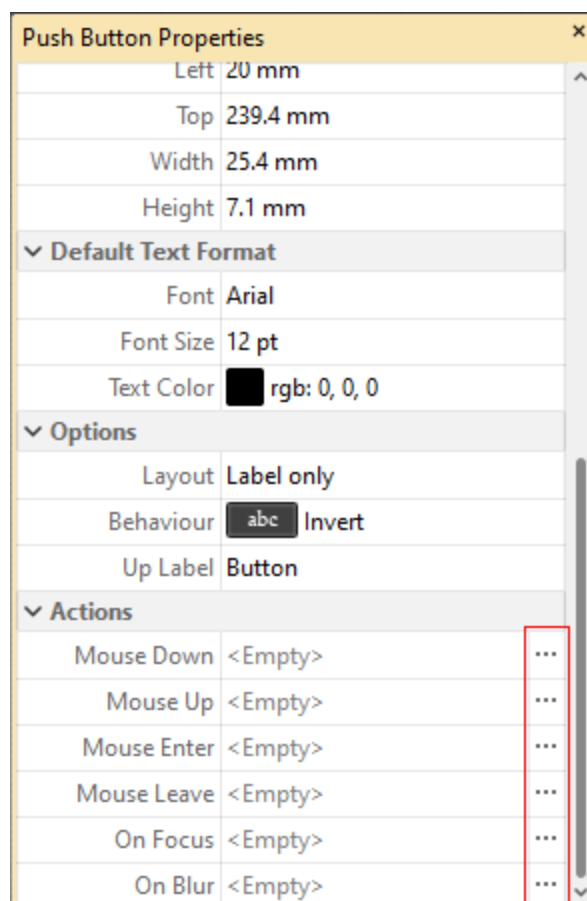 Push Button Properties ×
Left 20 mm
Top 239.4 mm
Width 25.4 mm
Height 7.1 mm
Default Text Format
Font Arial
Font Size 12 pt
Text Color rgb: 0, 0, 0
Options
Layout Label only
Behaviour abc Invert
Up Label Button
Actions
Mouse Down <Empty> ...
Mouse Up <Empty> ...
Mouse Enter <Empty> ...
Mouse Leave <Empty> ...
On Focus <Empty> ...
On Blur <Empty> ...